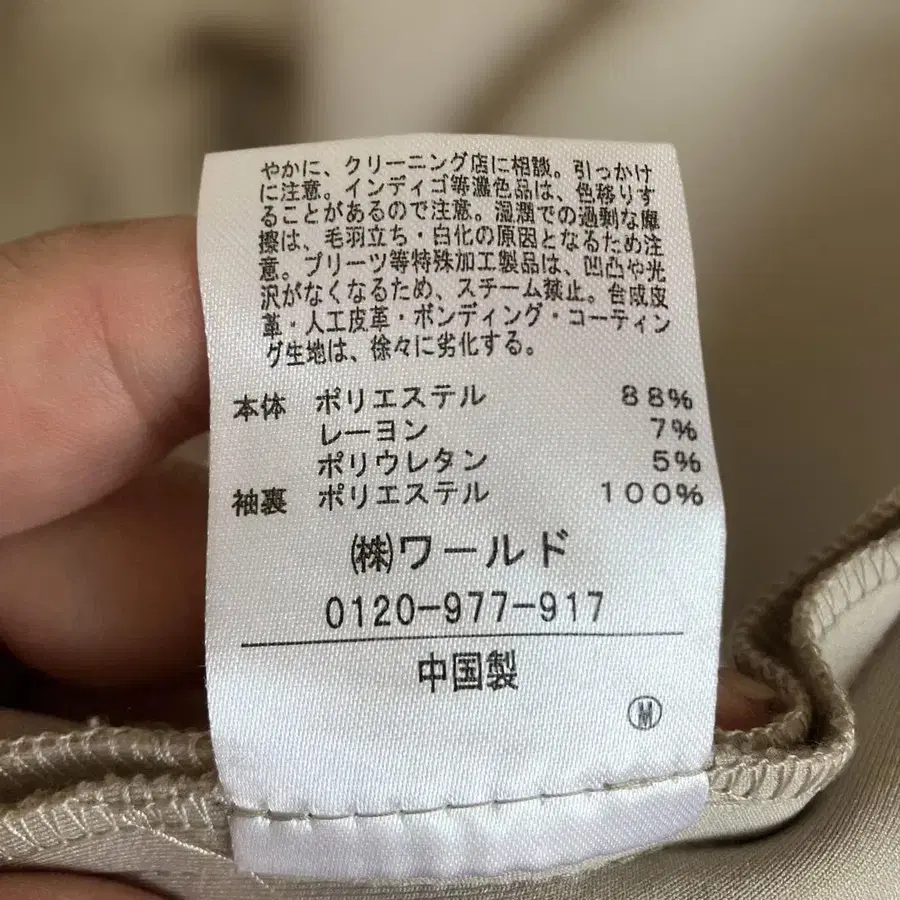 やかに、クリーニング店に相談。引っかけ
に注意。インディゴ等濃色品は、色移りす
ることがあるので注意。湿潤での過剰な摩
擦は、毛羽立ち・白化の原因となるため注
意。プリーツ等特殊加工製品は、凹凸や光
沢がなくなるため、スチーム禁止。合成皮
革・人工皮革・ボンディング・コーティン
グ生地は、徐々に劣化する。
本体 ポリエステル 88%
レーヨン 7%
ポリウレタン 5%
袖裏 ポリエステル 100%
㈱ワールド
0120-977-917
中国製
Ⓜ